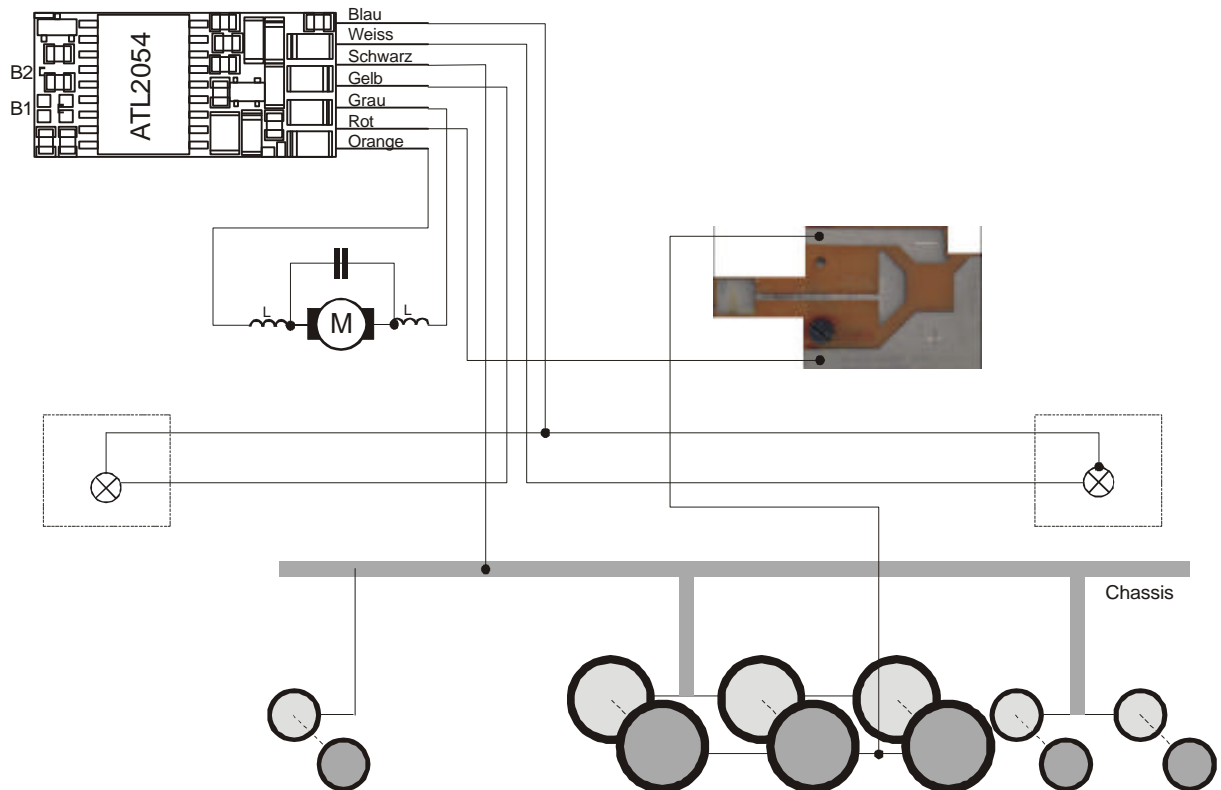 Blau
Weiss
Schwarz
Gelb
Grau
Rot
Orange
B2
B1
ATL2054
L
M
L
Chassis